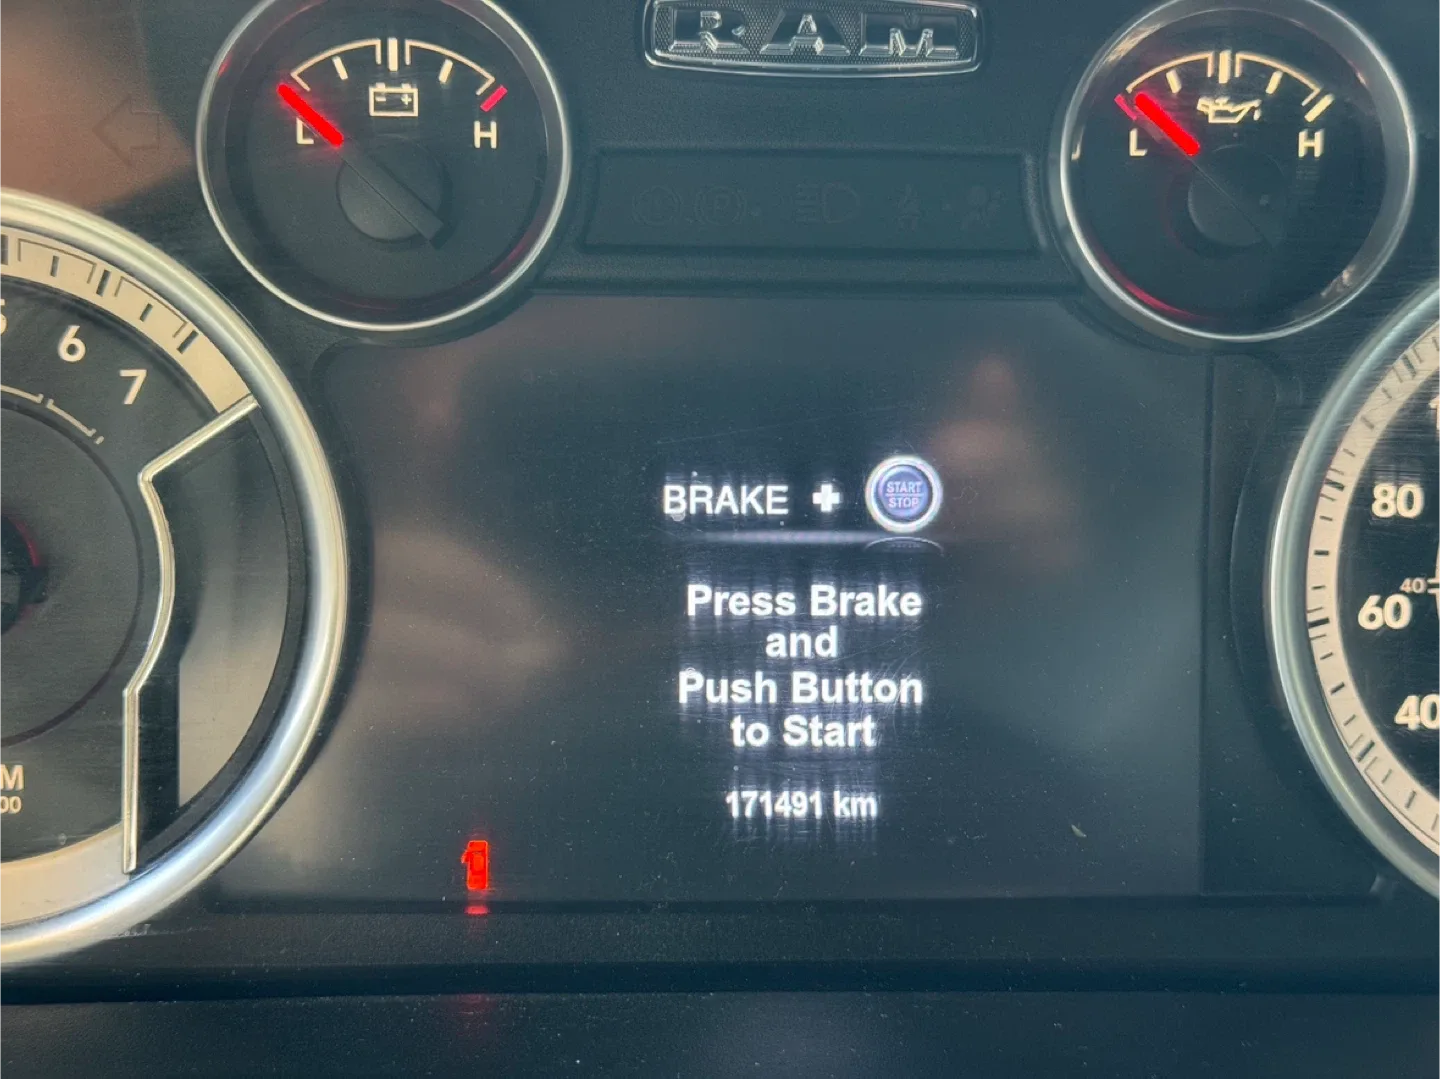 RAM
L H
L H
6
7
BRAKE + START STOP
Press Brake
and
Push Button
to Start
171491 km
80
40
60
40